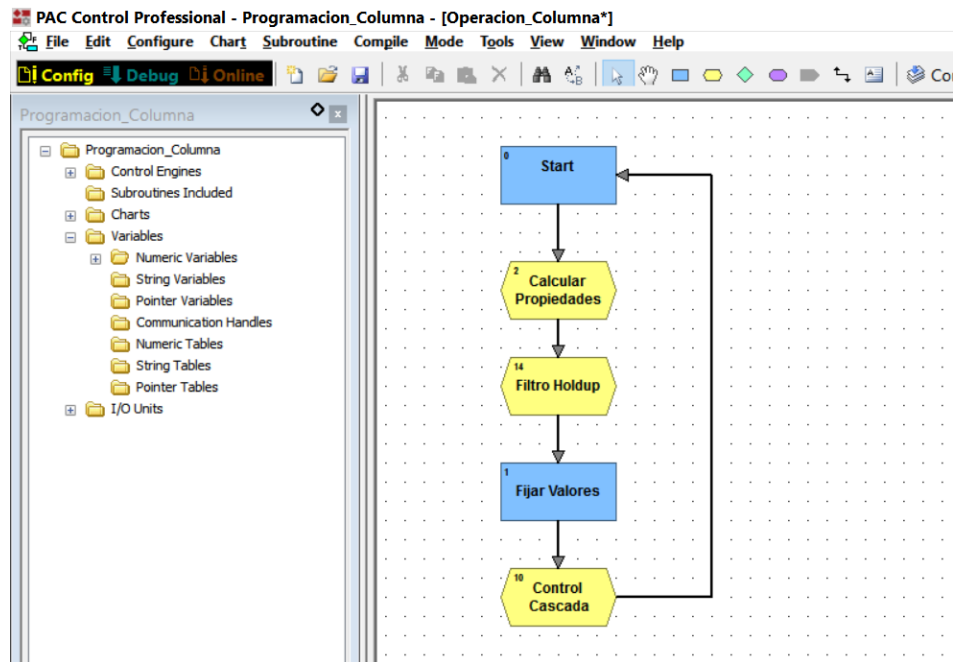 PAC Control Professional - Programacion_Columna - [Operacion_Columna*]
File Edit Configure Chart Subroutine Compile Mode Tools View Window Help
Config Debug Online Co
Programacion_Columna
Programacion_Columna
Control Engines
Subroutines Included
Charts
Variables
Numeric Variables
String Variables
Pointer Variables
Communication Handles
Numeric Tables
String Tables
Pointer Tables
I/O Units
0
Start
2
Calcular
Propiedades
14
Filtro Holdup
1
Fijar Valores
10
Control
Cascada